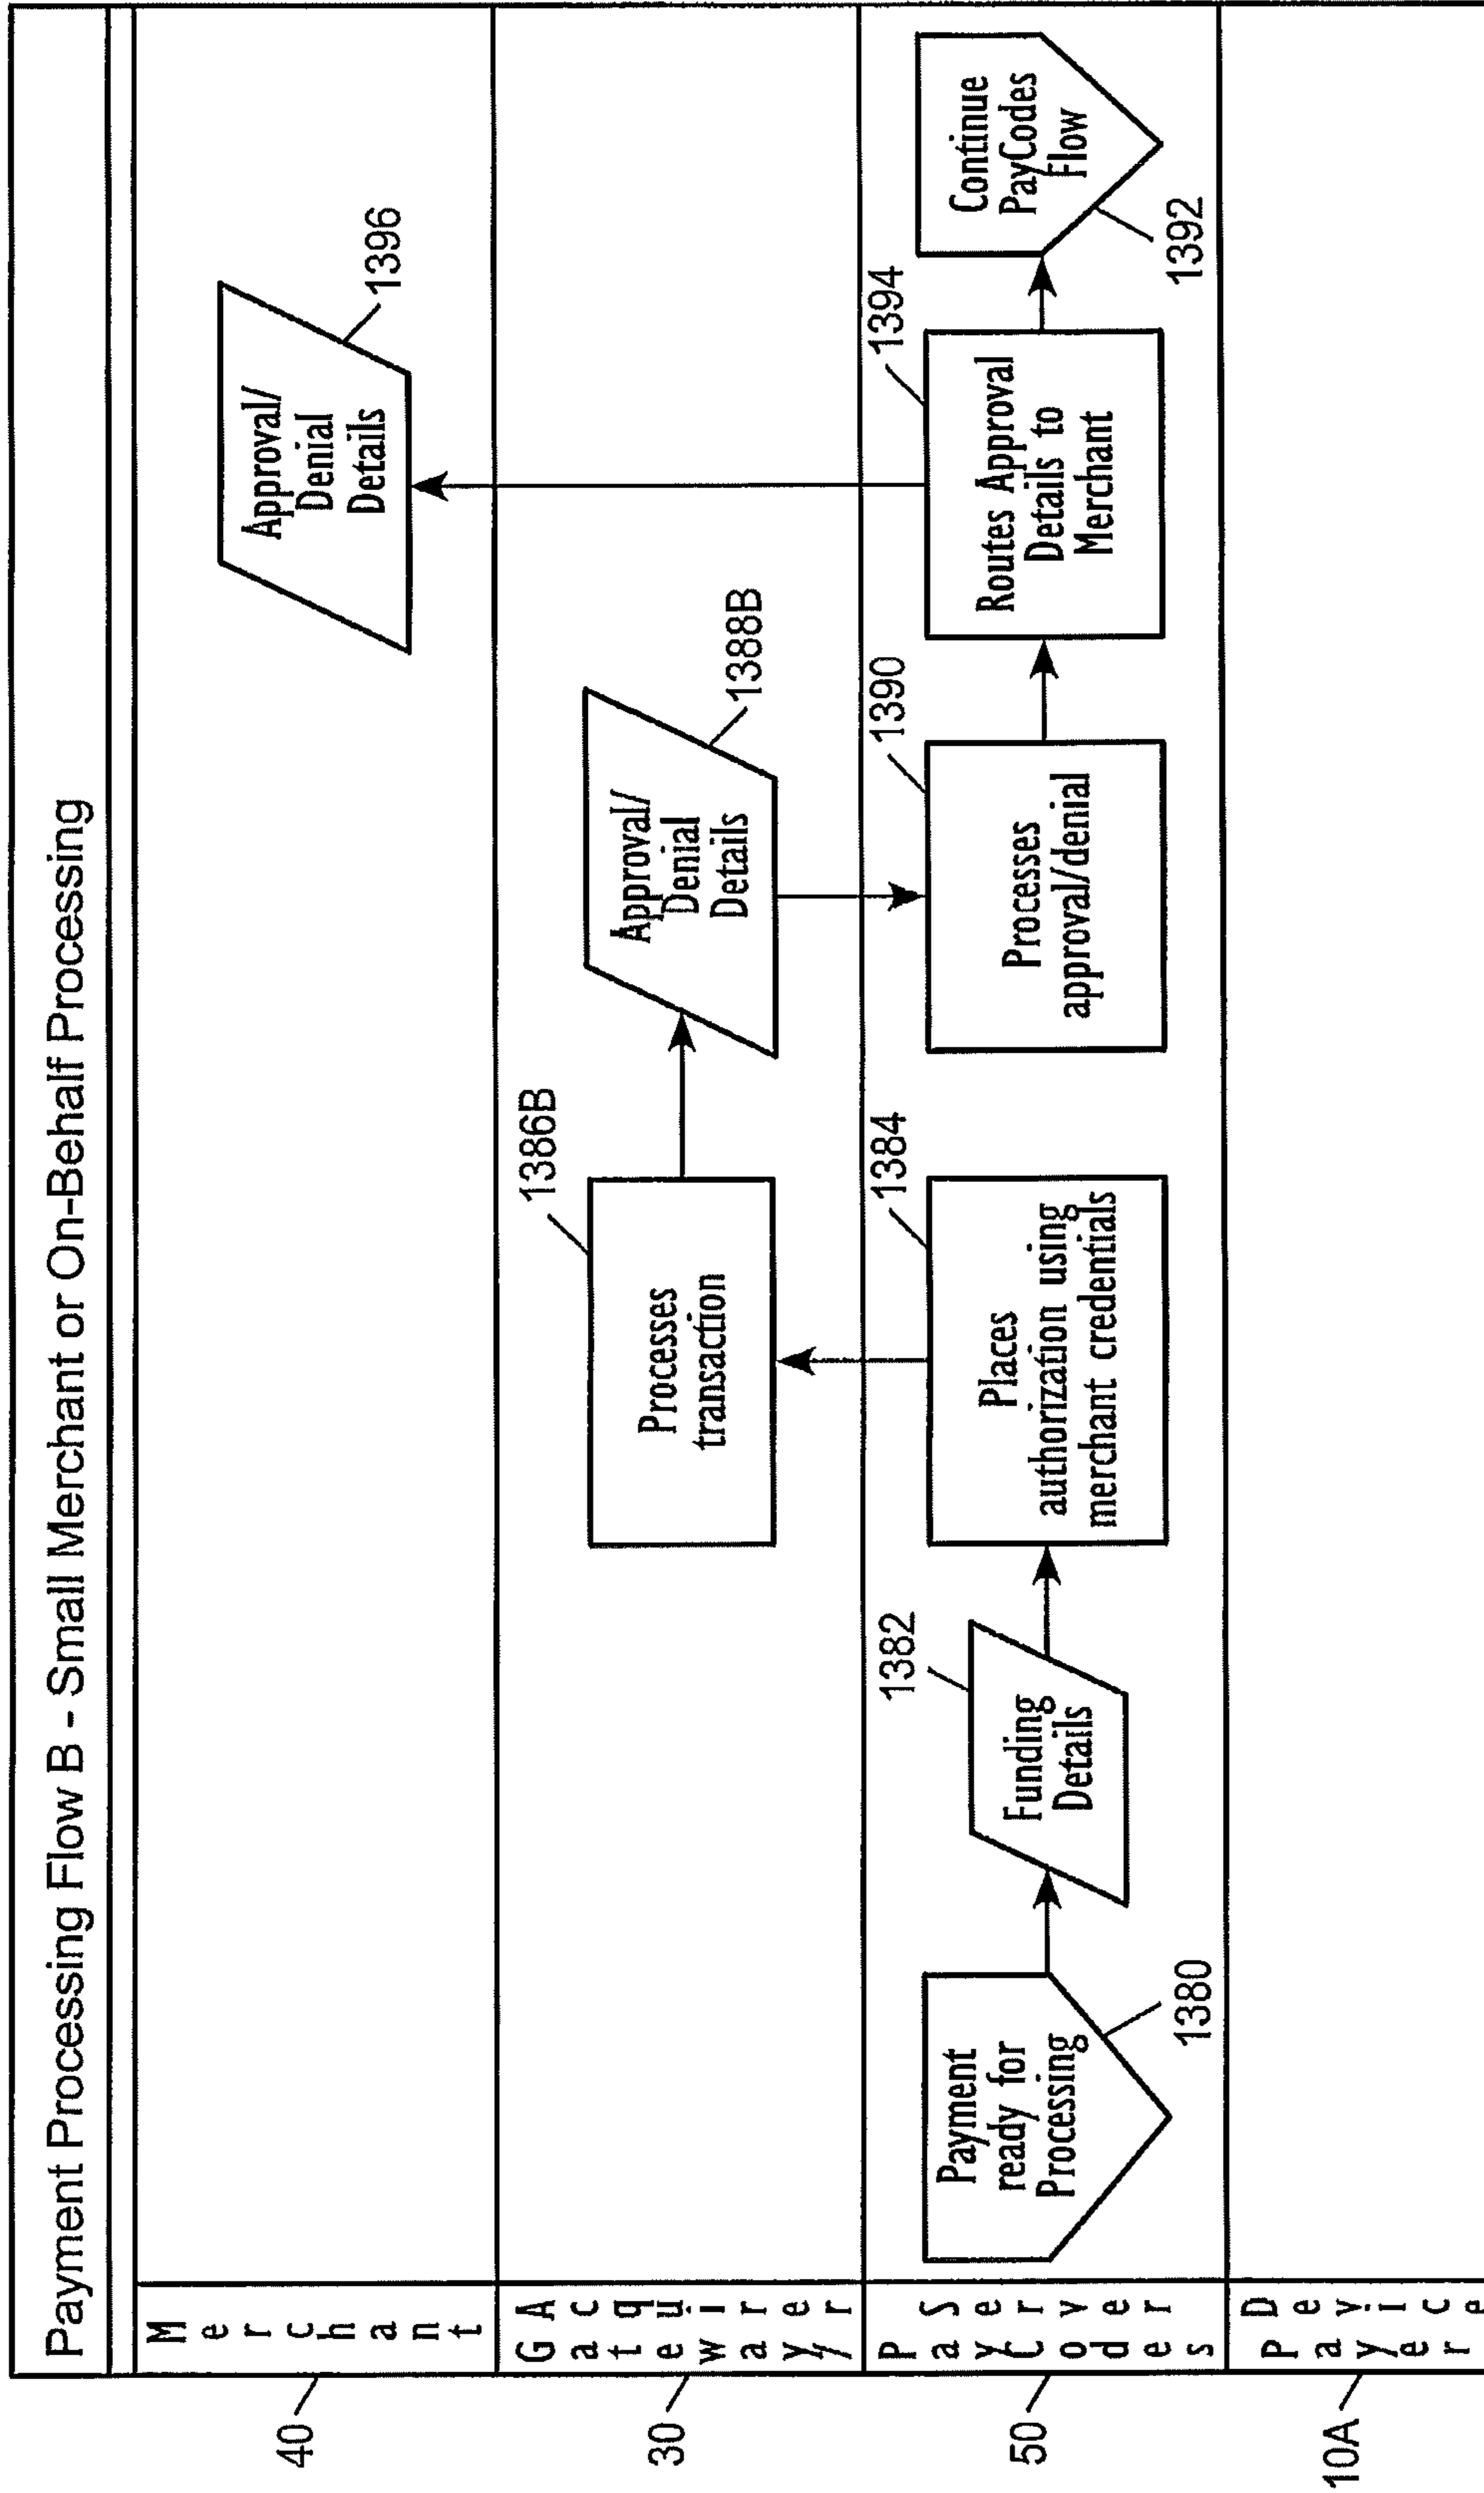 Payment Processing Flow B - Small Merchant or On-Behalf Processing
40
Merchant
Approval/
Denial
Details
1396
30
Gateway/
Acquirer
Processes
transaction
1386B
Approval/
Denial
Details
1388B
50
PayCodes
Server
Payment
ready for
Processing
1380
Funding
Details
1382
Places
authorization using
merchant credentials
1384
Processes
approval/denial
1390
Routes Approval
Details to
Merchant
1394
Continue
PayCodes
Flow
1392
10A
Payer
Device